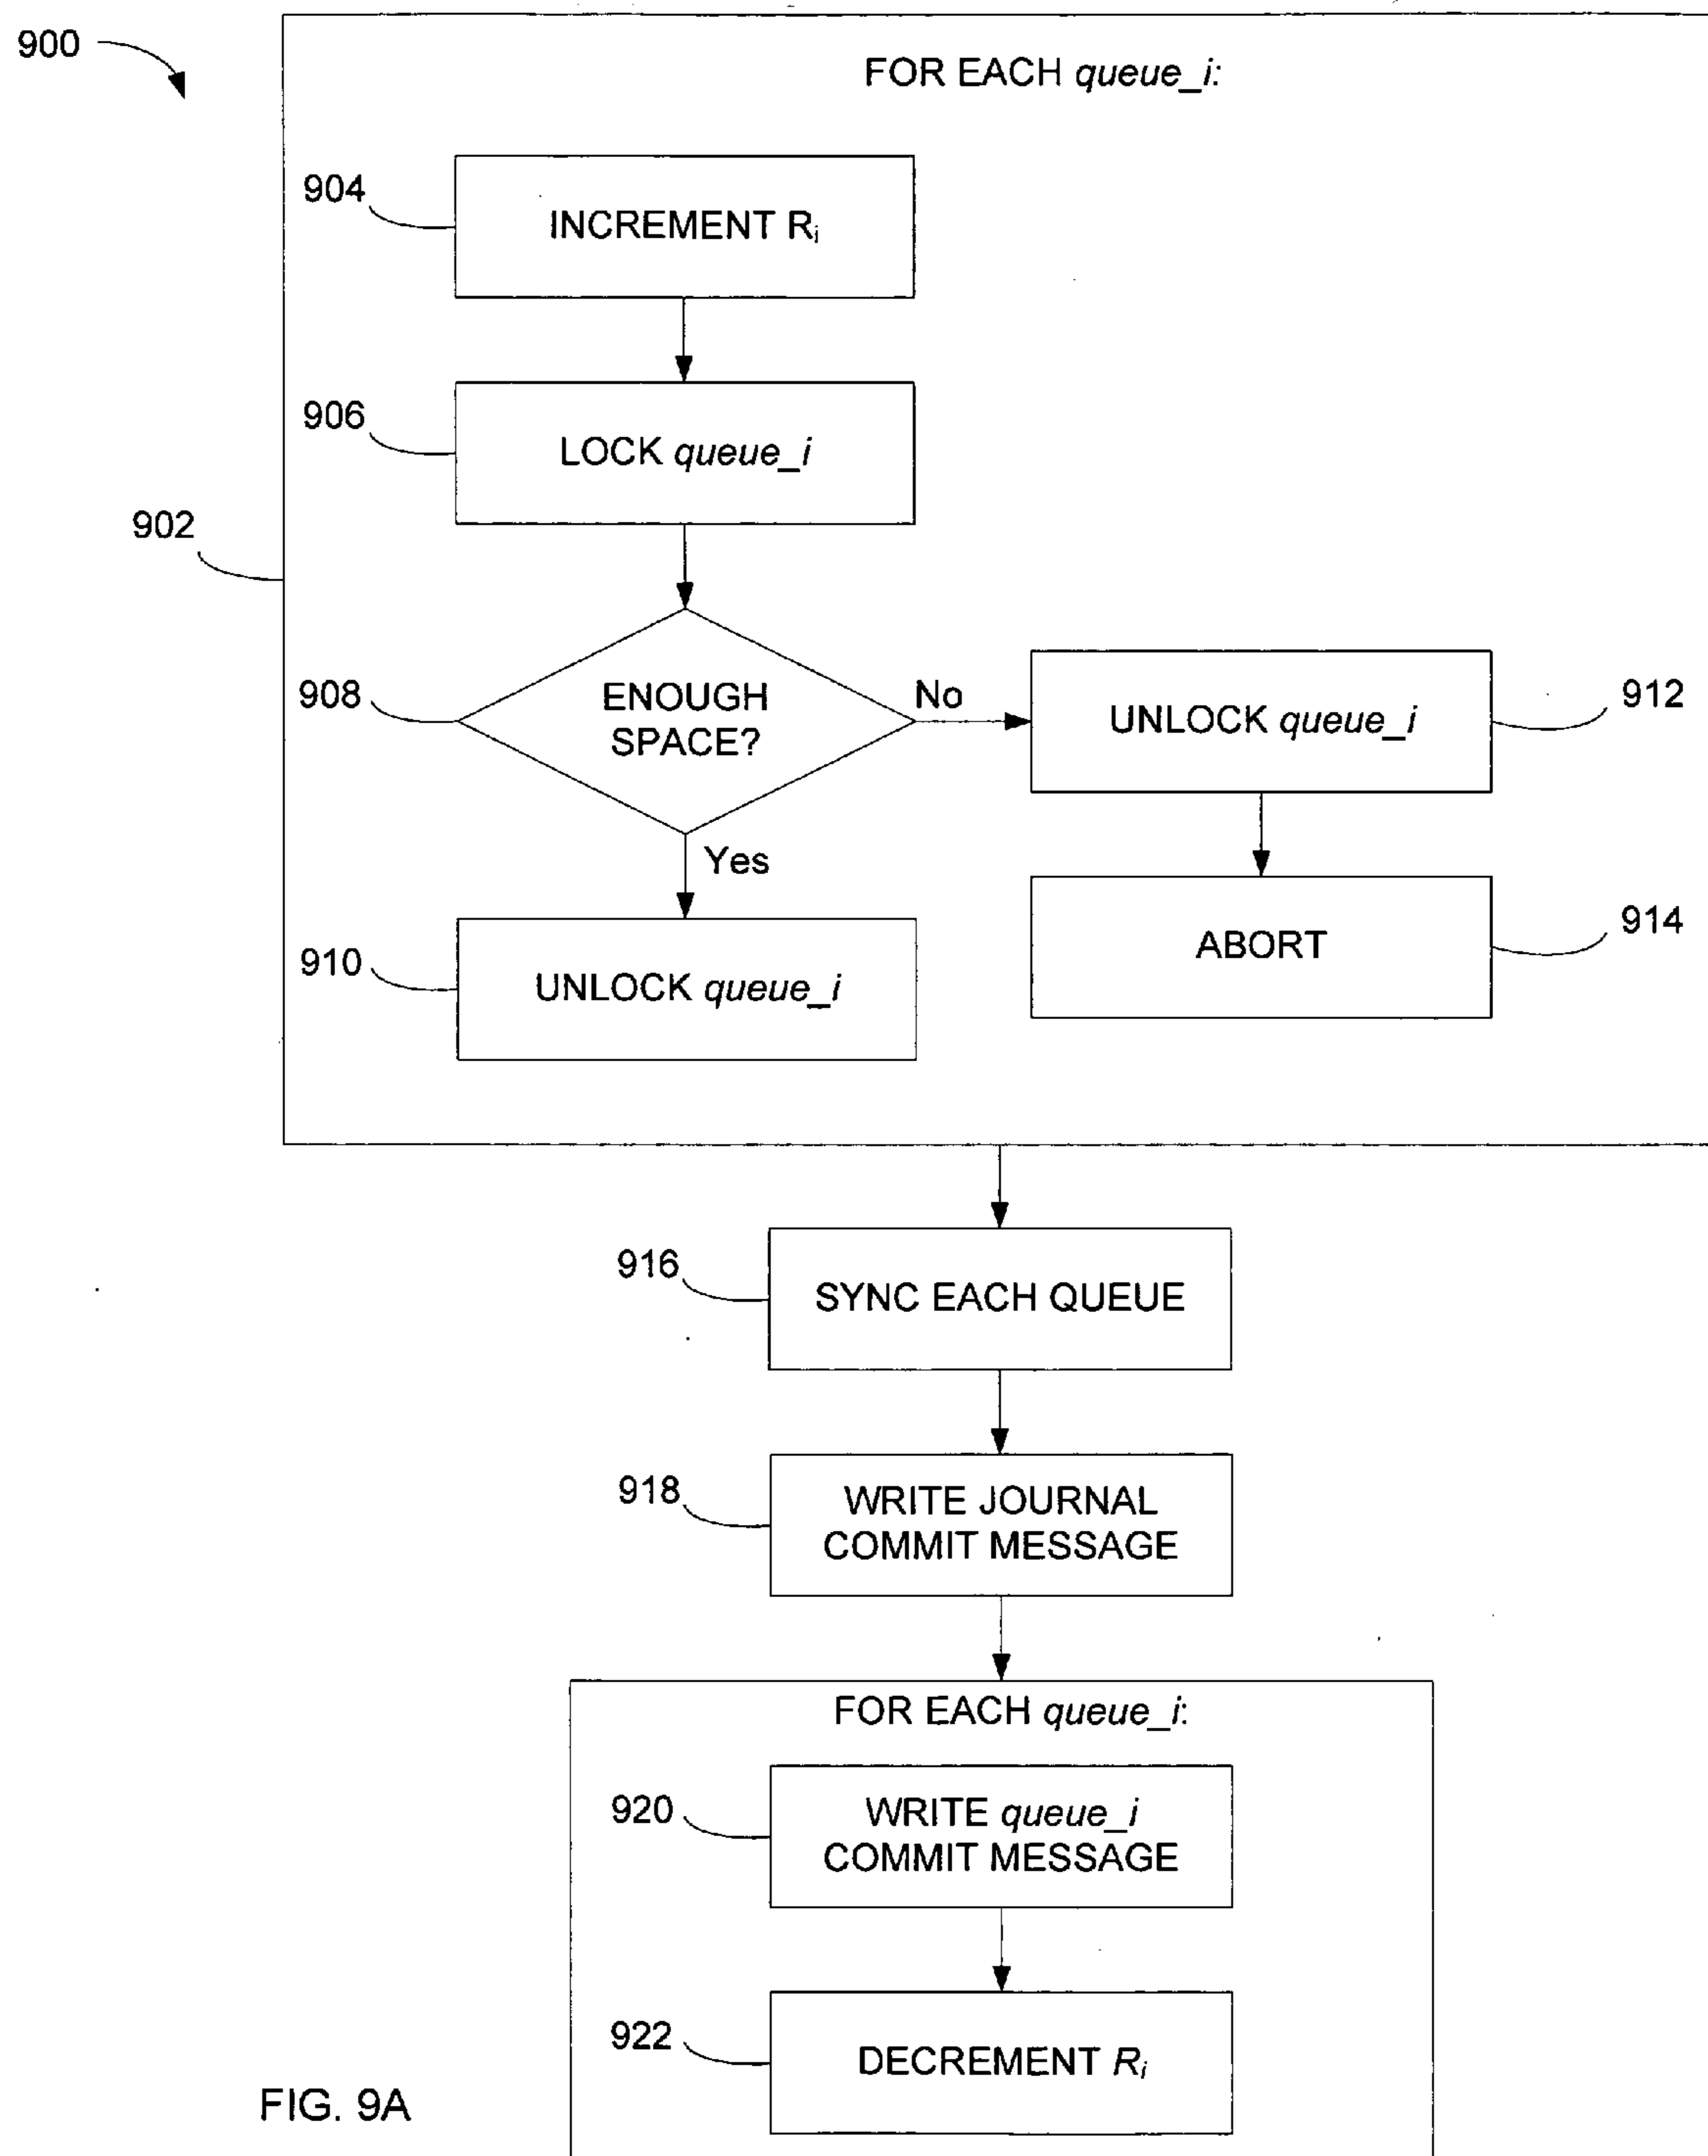 900
FOR EACH queue_i:
904
INCREMENT Ri
906
LOCK queue_i
902
908
ENOUGH
SPACE?
No
UNLOCK queue_i
912
Yes
ABORT
914
910
UNLOCK queue_i
916
SYNC EACH QUEUE
918
WRITE JOURNAL
COMMIT MESSAGE
FOR EACH queue_i:
920
WRITE queue_i
COMMIT MESSAGE
922
DECREMENT Ri
FIG. 9A